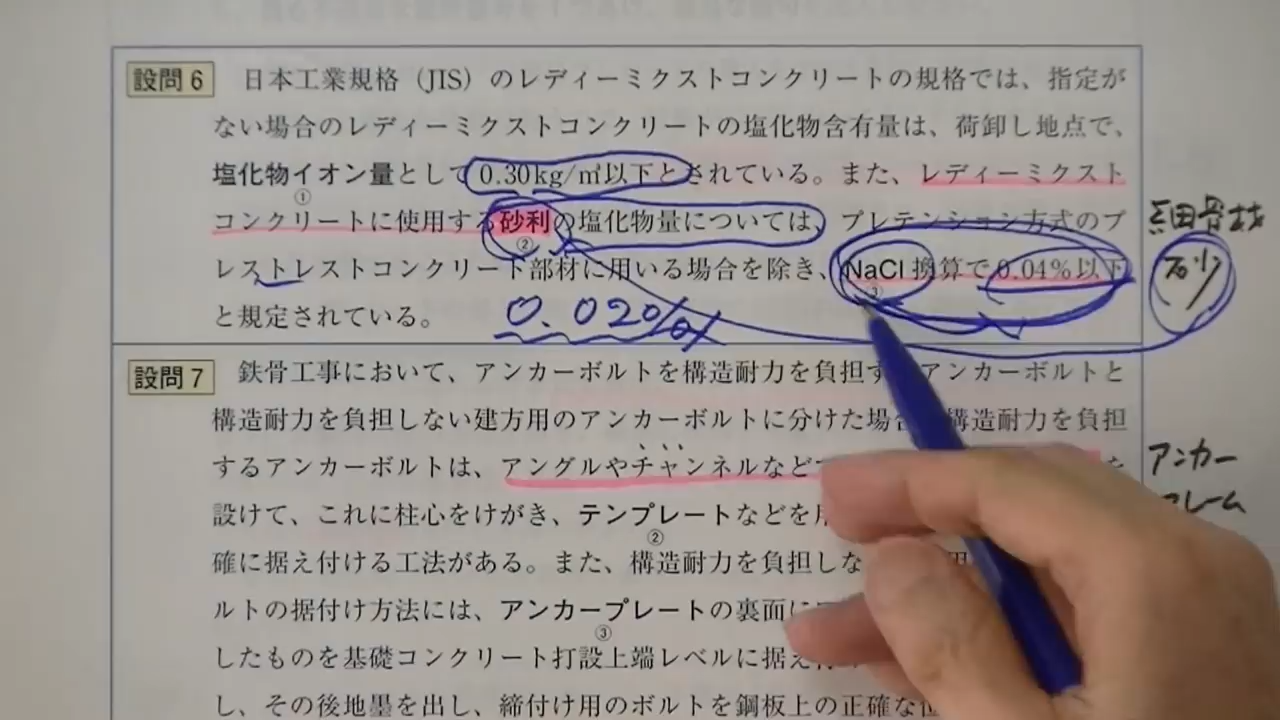 設問6 日本工業規格（JIS）のレディーミクストコンクリートの規格では、指定が
ない場合のレディーミクストコンクリートの塩化物含有量は、荷卸し地点で、
塩化物イオン量として0.30kg/㎥以下とされている。また、レディーミクスト
①
コンクリートに使用する砂利の塩化物量については、プレテンション方式のプ
②
レストレストコンクリート部材に用いる場合を除き、NaCl 換算で0.04％以下
③
と規定されている。
0.02%
細骨材
砂
設問7 鉄骨工事において、アンカーボルトを構造耐力を負担す アンカーボルトと
構造耐力を負担しない建方用のアンカーボルトに分けた場合 構造耐力を負担
するアンカーボルトは、アングルやチャンネルなど を
設けて、これに柱心をけがき、テンプレートなどを
②
確に据え付ける工法がある。また、構造耐力を負担しな
ルトの据付け方法には、アンカープレートの裏面に
③
したものを基礎コンクリート打設上端レベルに据え
し、その後地墨を出し、締付け用のボルトを鋼板上の正確な位
アンカー
フレーム